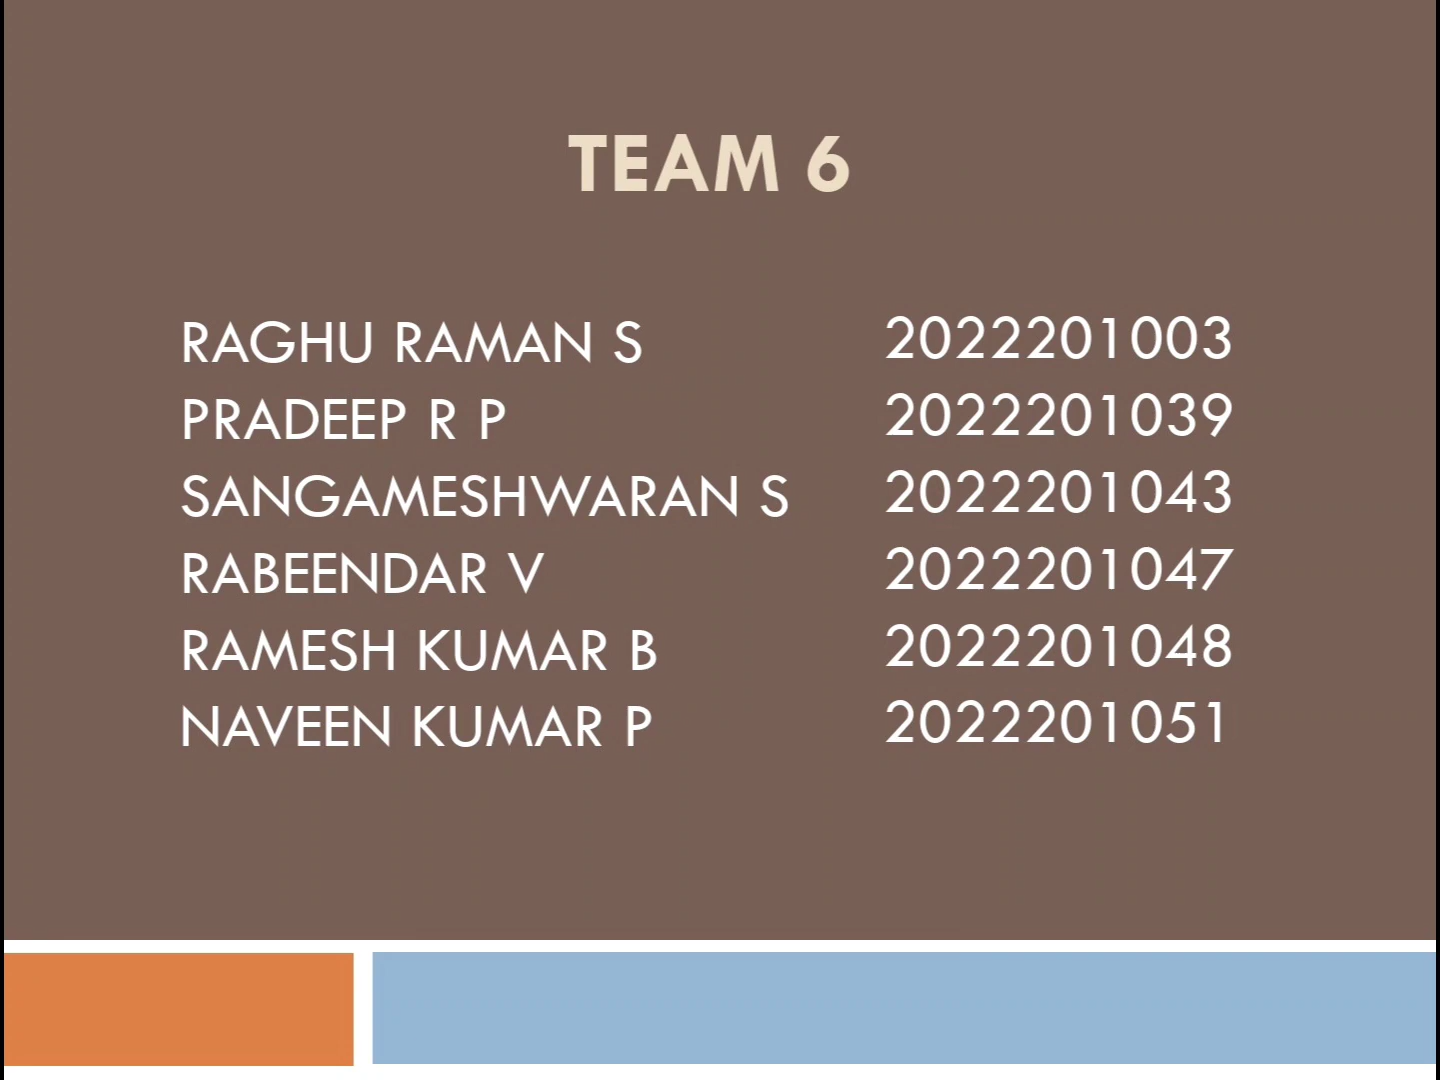 TEAM 6
RAGHU RAMAN S 2022201003
PRADEEP R P 2022201039
SANGAMESHWARAN S 2022201043
RABEENDAR V 2022201047
RAMESH KUMAR B 2022201048
NAVEEN KUMAR P 2022201051